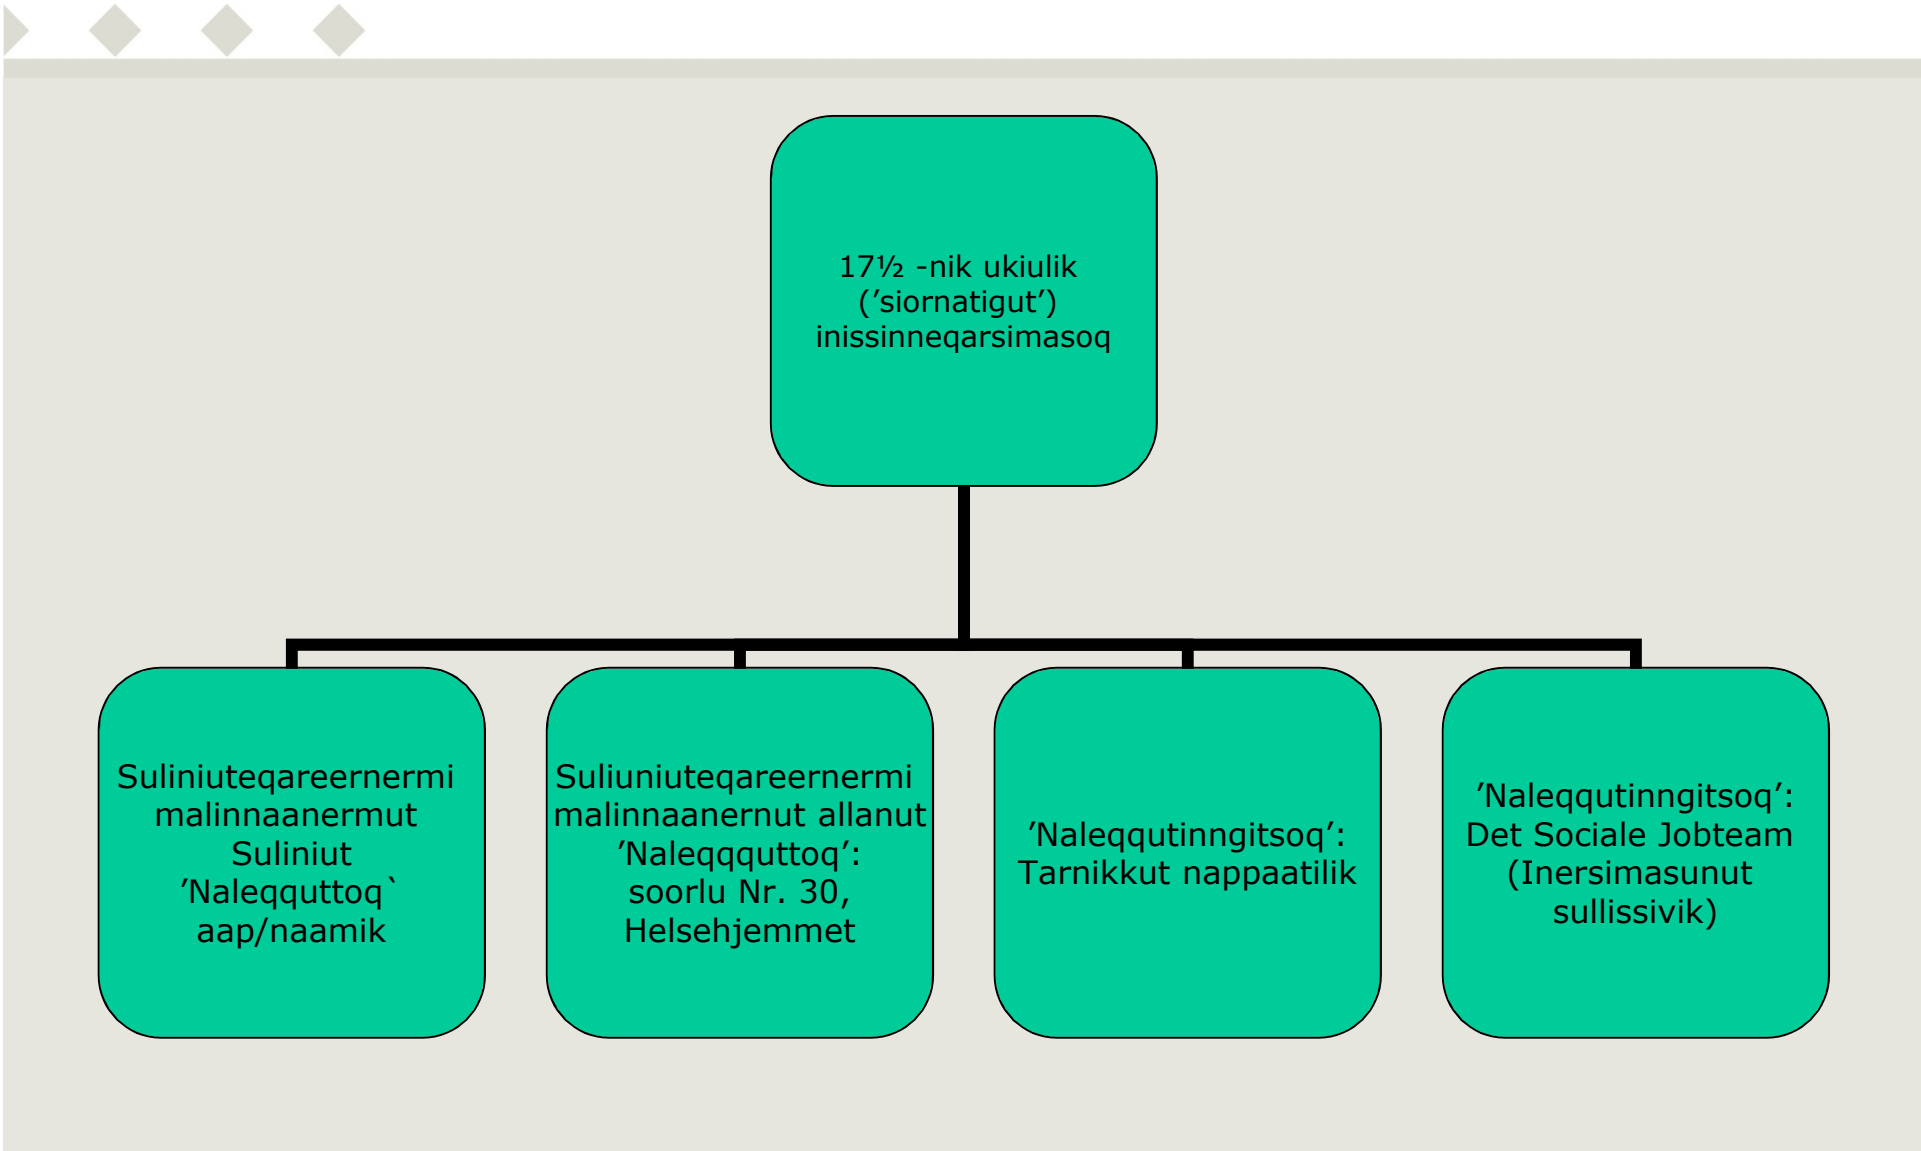 17½ -nik ukiulik
(’siornatigut’)
inissinneqarsimasoq
Suliniuteqareernermi
malinnaanermut
Suliniut
’Naleqquttoq`
aap/naamik
Suliuniuteqareernermi
malinnaanernut allanut
’Naleqqquttoq’:
soorlu Nr. 30,
Helsehjemmet
’Naleqqutinngitsoq’:
Tarnikkut nappaatilik
’Naleqqutinngitsoq’:
Det Sociale Jobteam
(Inersimasunut
sullissivik)